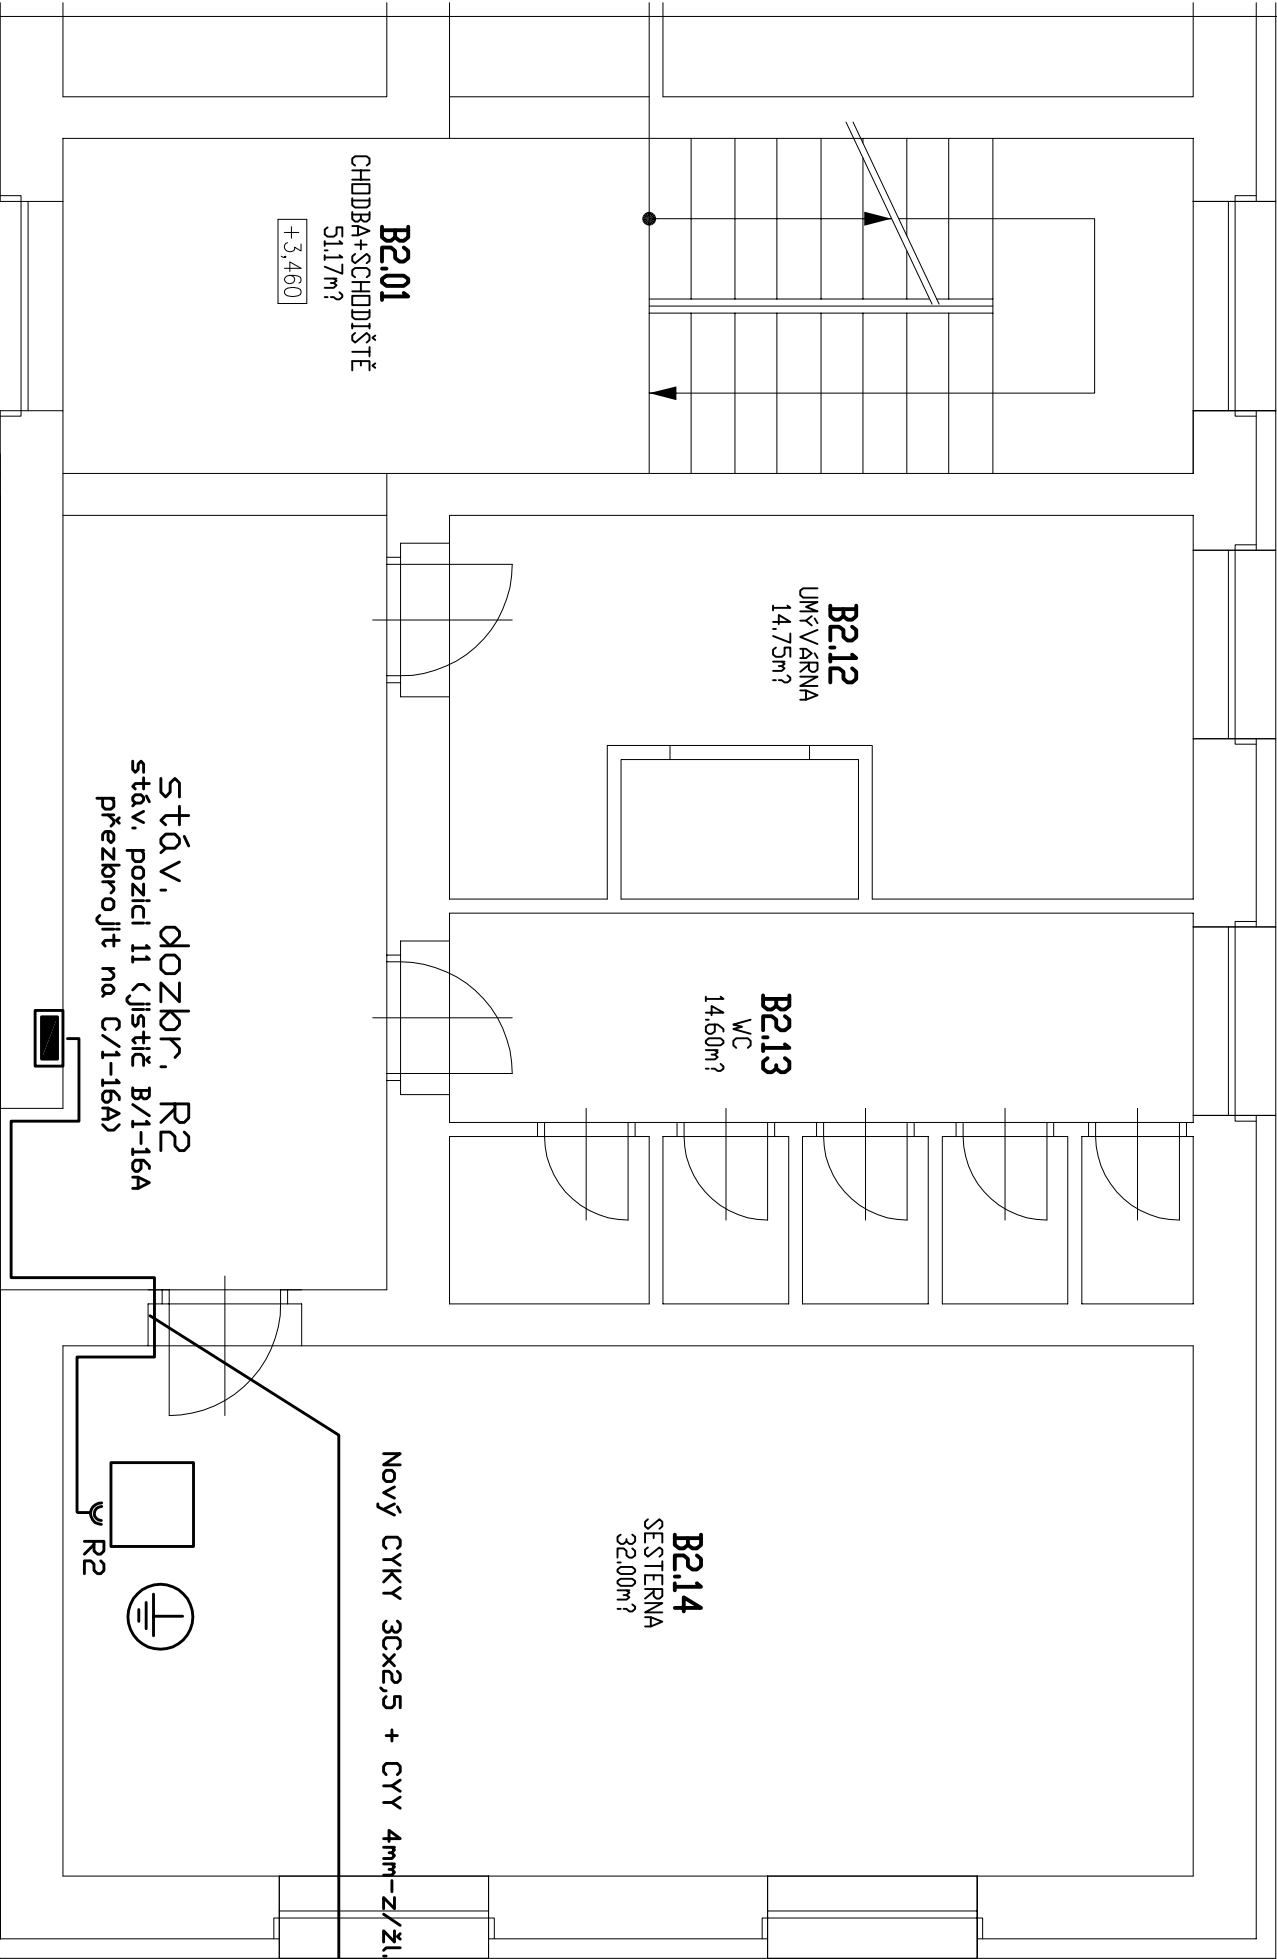 B2.01
CHODBA+SCHODIŠTĚ
51.17m?
+3,460
B2.12
UMÝVÁRNA
14.75m?
B2.13
WC
14.60m?
stáv. dozbr. R2
stáv. pozici 11 (jistič B/1-16A
přezbrojit na C/1-16A)
B2.14
SESTERNA
32.00m?
Nový CYKY 3Cx2,5 + CYY 4mm-z/žl.
R2